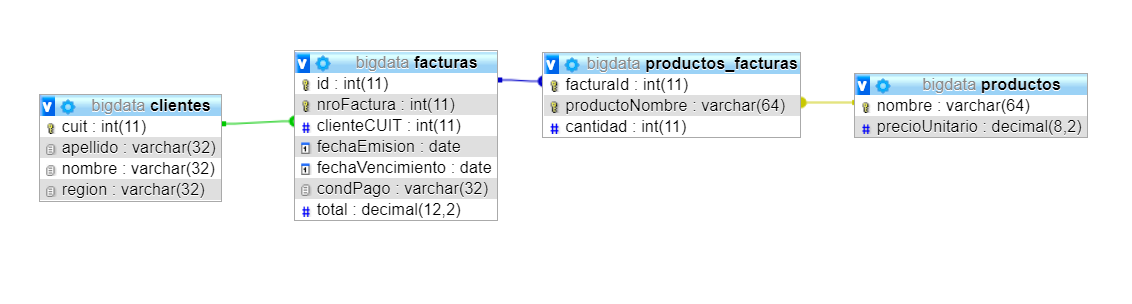 bigdata clientes
cuit : int(11)
apellido : varchar(32)
nombre : varchar(32)
region : varchar(32)
bigdata facturas
id : int(11)
nroFactura : int(11)
clienteCUIT : int(11)
fechaEmision : date
fechaVencimiento : date
condPago : varchar(32)
total : decimal(12,2)
bigdata productos_facturas
facturaId : int(11)
productoNombre : varchar(64)
cantidad : int(11)
bigdata productos
nombre : varchar(64)
precioUnitario : decimal(8,2)